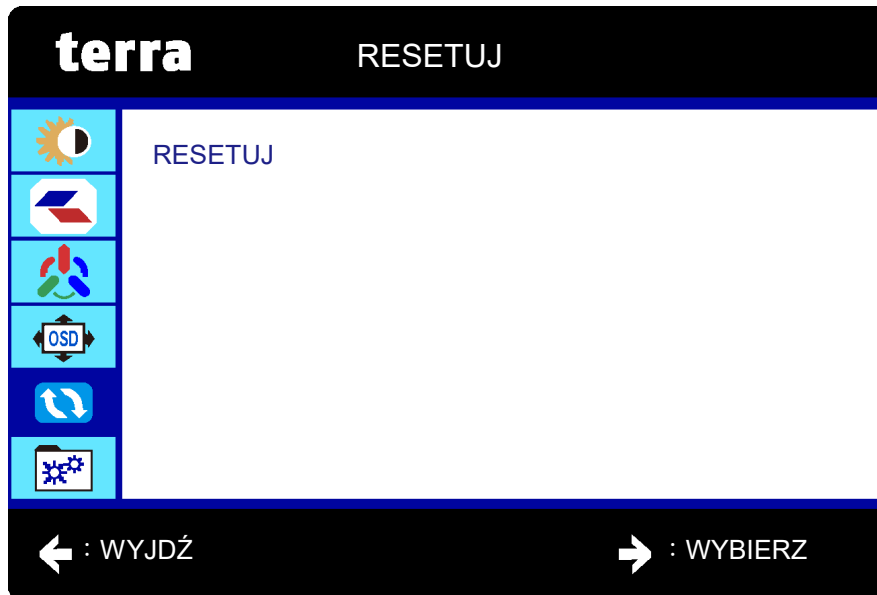 terra
RESETUJ
RESETUJ
OSD
: WYJDŹ
: WYBIERZ